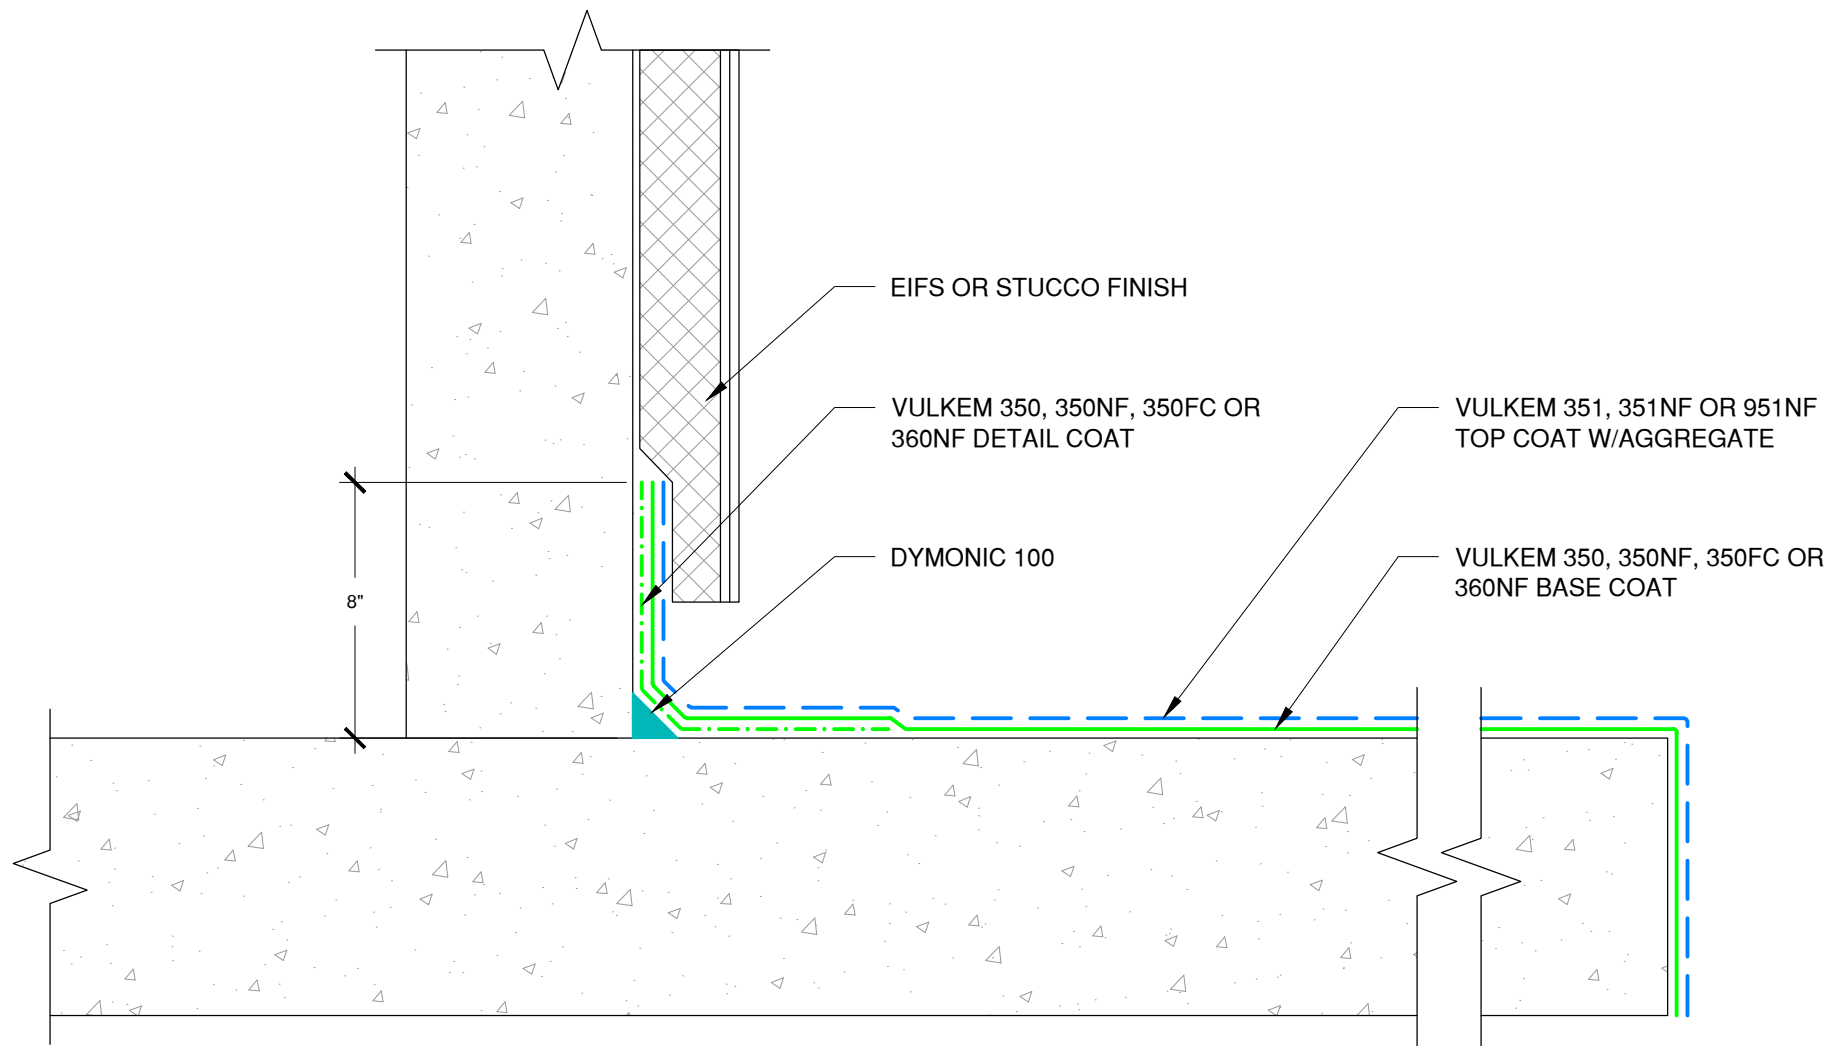 EIFS OR STUCCO FINISH
VULKEM 350, 350NF, 350FC OR
360NF DETAIL COAT
VULKEM 351, 351NF OR 951NF
TOP COAT W/AGGREGATE
DYMONIC 100
VULKEM 350, 350NF, 350FC OR
360NF BASE COAT
8"